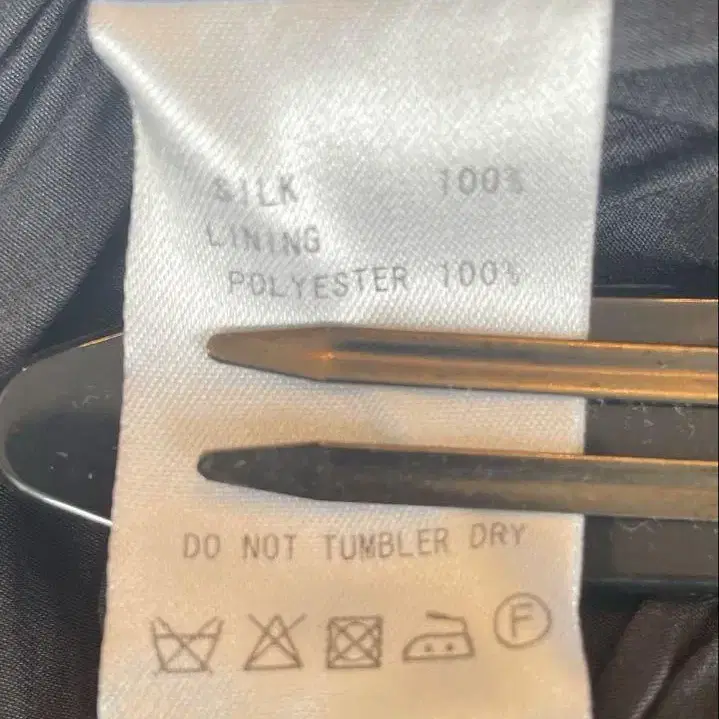 SILK 100%
LINING
POLYESTER 100%
DO NOT TUMBLER DRY
F